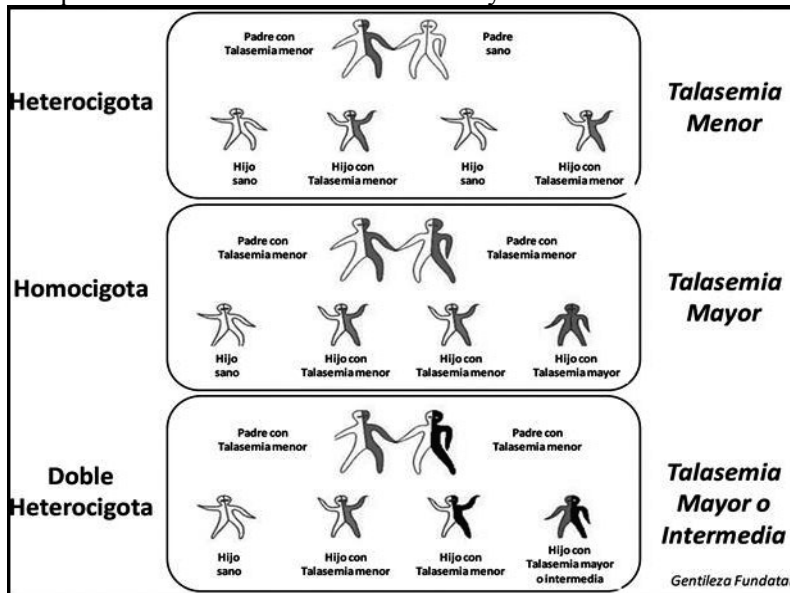 Padre con
Talasemia menor
Padre
sano
Heterocigota
Talasemia
Menor
Hijo
sano
Hijo con
Talasemia menor
Hijo
sano
Hijo con
Talasemia menor
Padre con
Talasemia menor
Padre con
Talasemia menor
Homocigota
Talasemia
Mayor
Hijo
sano
Hijo con
Talasemia menor
Hijo con
Talasemia menor
Hijo con
Talasemia mayor
Padre con
Talasemia menor
Padre con
Talasemia menor
Doble
Heterocigota
Talasemia
Mayor o
Intermedia
Hijo
sano
Hijo con
Talasemia menor
Hijo con
Talasemia menor
Hijo con
Talasemia mayor
o intermedia
Gentileza Fundatal